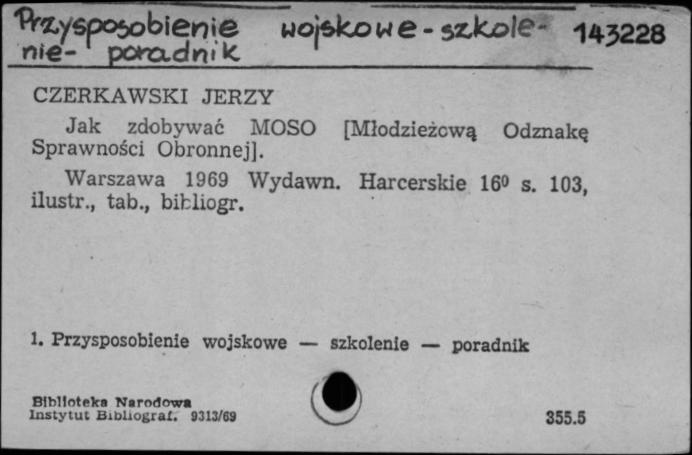 Przysposobienie wojskowe-szkole- 143228
nie- poradnik
CZERKAWSKI JERZY
Jak zdobywać MOSO [Młodzieżową Odznakę
Sprawności Obronnej].
Warszawa 1969 Wydawn. Harcerskie 16⁰ s. 103,
ilustr., tab., bibliogr.
1. Przysposobienie wojskowe — szkolenie — poradnik
Biblioteka Narodowa
Instytut Bibliograf. 9313/69
355.5